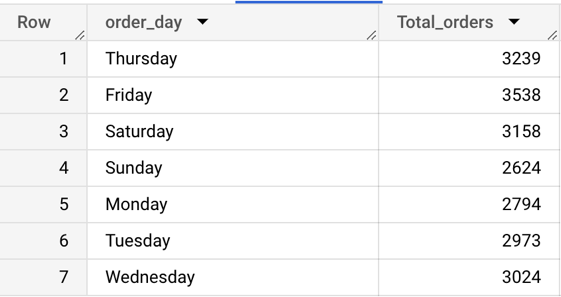 Row order_day Total_orders
1 Thursday 3239
2 Friday 3538
3 Saturday 3158
4 Sunday 2624
5 Monday 2794
6 Tuesday 2973
7 Wednesday 3024